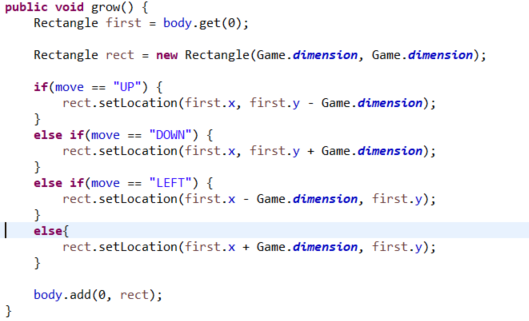 public void grow() {
    Rectangle first = body.get(0);

    Rectangle rect = new Rectangle(Game.dimension, Game.dimension);

    if(move == "UP") {
        rect.setLocation(first.x, first.y - Game.dimension);
    }
    else if(move == "DOWN") {
        rect.setLocation(first.x, first.y + Game.dimension);
    }
    else if(move == "LEFT") {
        rect.setLocation(first.x - Game.dimension, first.y);
    }
    else{
        rect.setLocation(first.x + Game.dimension, first.y);
    }

    body.add(0, rect);
}